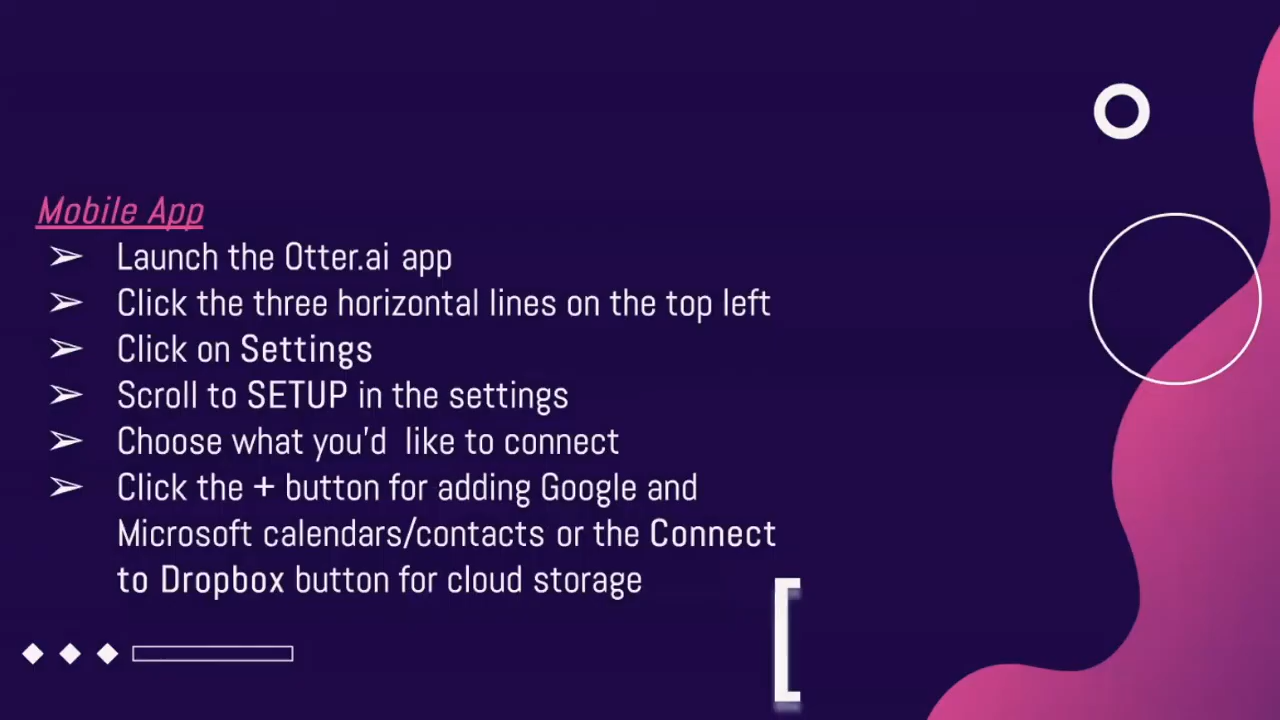 Mobile App
➢ Launch the Otter.ai app
➢ Click the three horizontal lines on the top left
➢ Click on Settings
➢ Scroll to SETUP in the settings
➢ Choose what you'd like to connect
➢ Click the + button for adding Google and
Microsoft calendars/contacts or the Connect
to Dropbox button for cloud storage
[